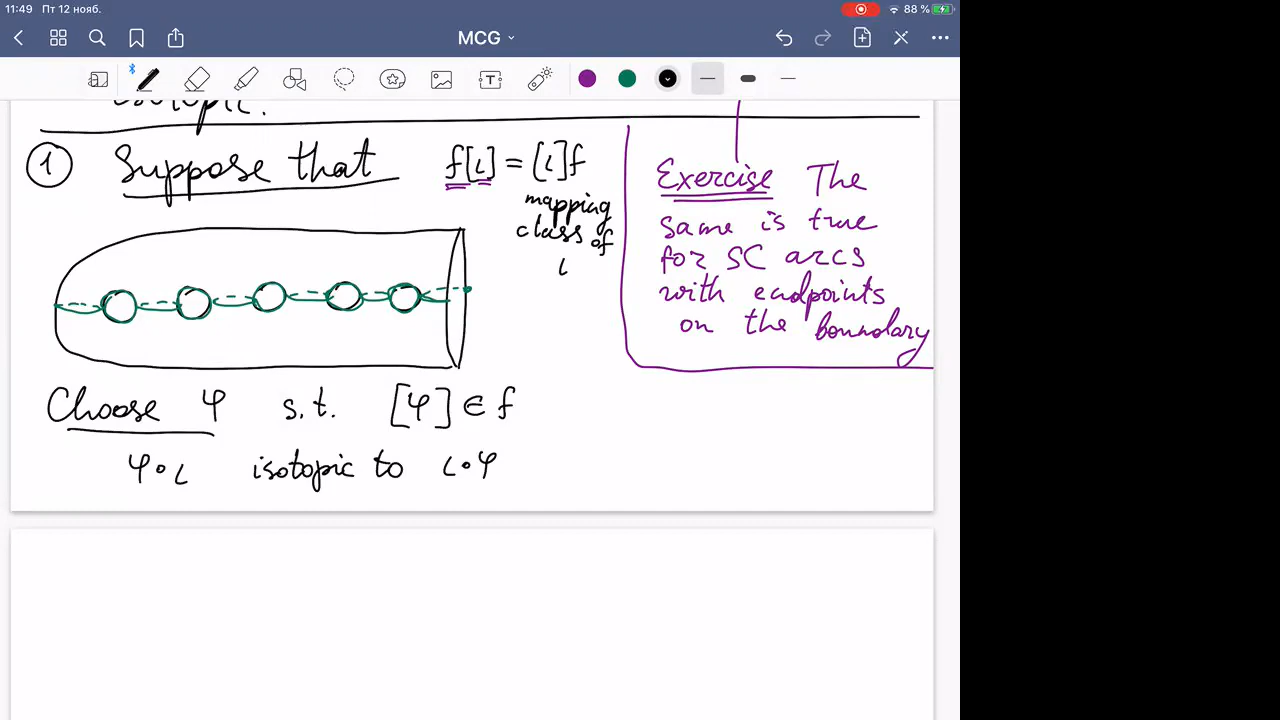 11:49 Пт 12 нояб.
88 %
MCG
isotopic.
① Suppose that f[ι] = [ι]f
mapping
class of
ι
Exercise The
same is true
for SC arcs
with endpoints
on the boundary
Choose φ s.t. [φ] ∈ f
φ∘ι isotopic to ι∘φ